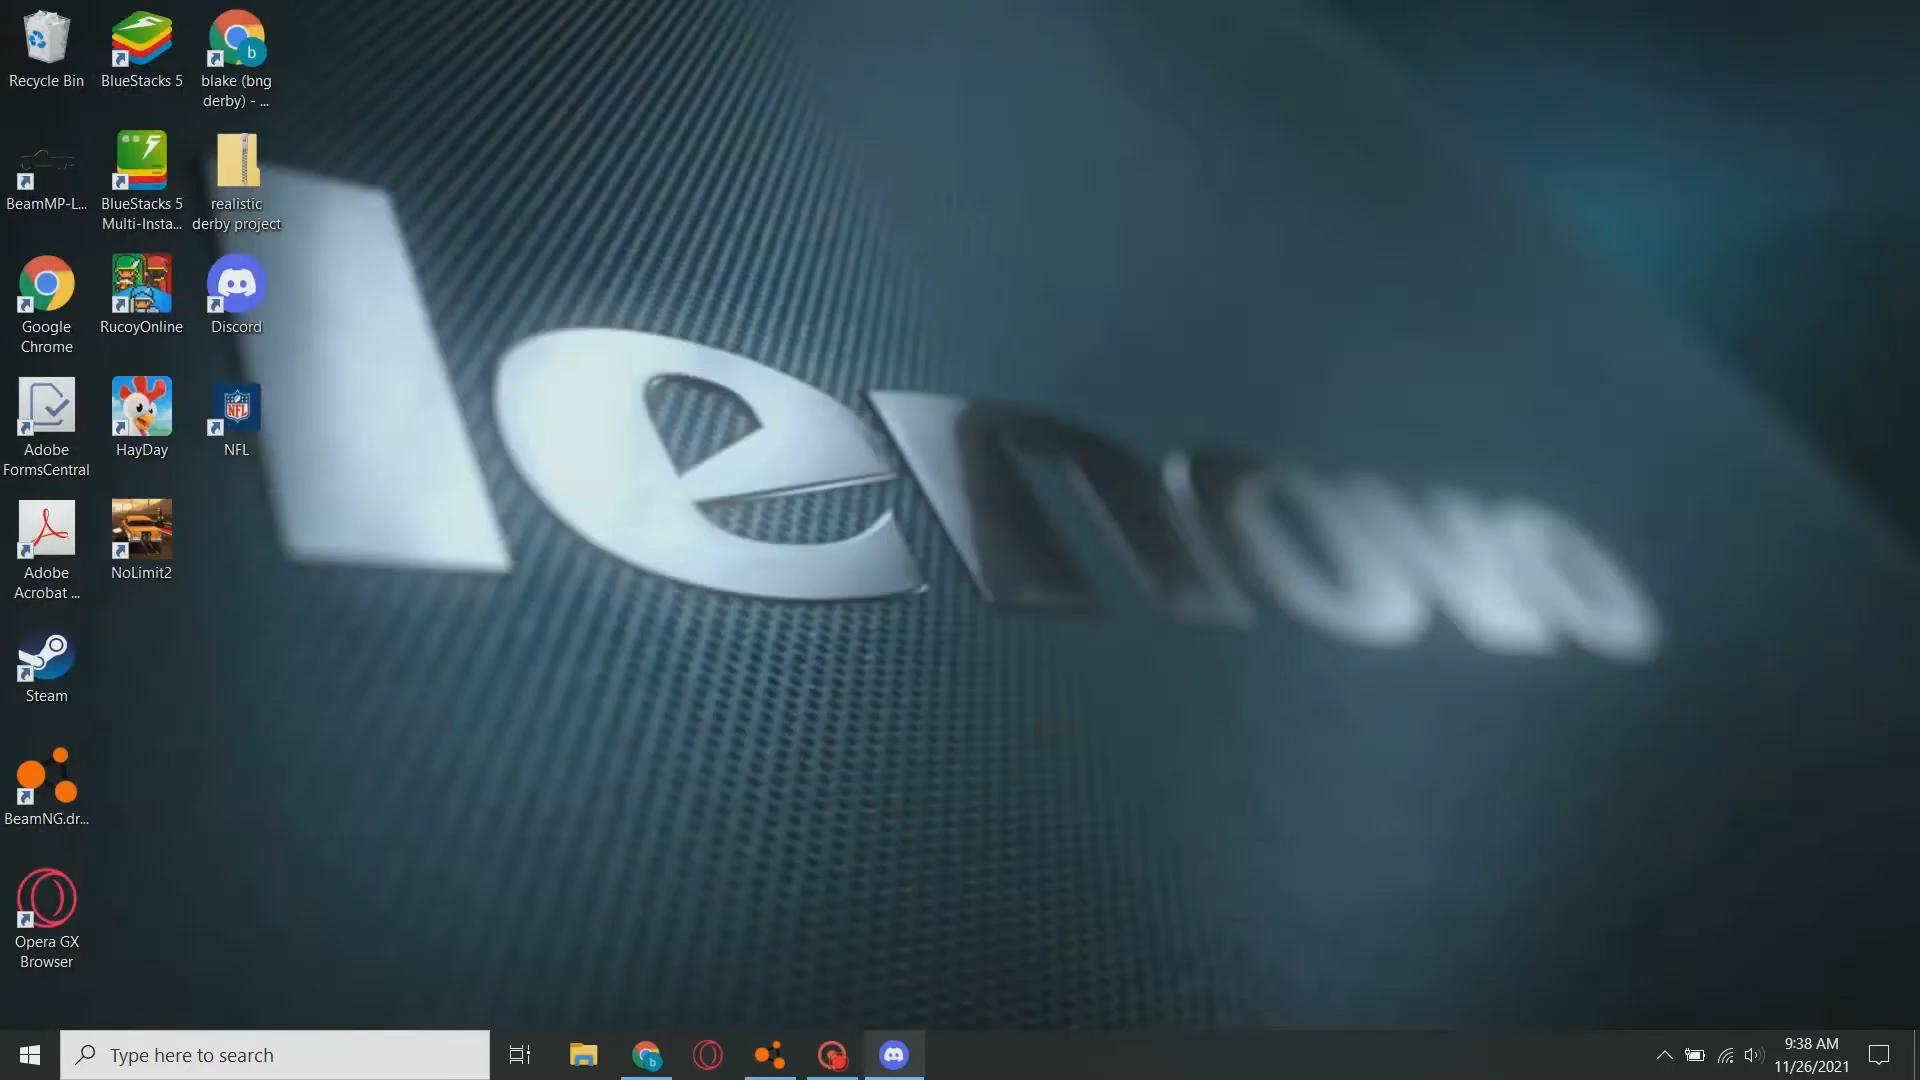 Recycle Bin
BlueStacks 5
blake (bng
derby) - ...
BeamMP-L...
BlueStacks 5
Multi-Insta...
realistic
derby project
Google
Chrome
RucoyOnline
Discord
Adobe
FormsCentral
HayDay
NFL
NFL
Adobe
Acrobat ...
NoLimit2
Steam
BeamNG.dr...
Opera GX
Browser
lenovo
Type here to search
9:38 AM
11/26/2021